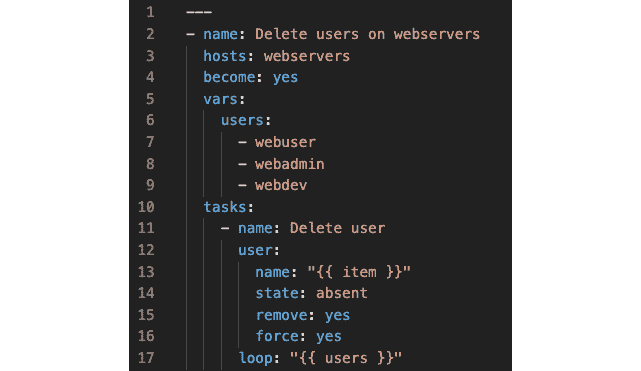 1 ---
2 - name: Delete users on webservers
3   hosts: webservers
4   become: yes
5   vars:
6     users:
7       - webuser
8       - webadmin
9       - webdev
10   tasks:
11     - name: Delete user
12       user:
13         name: "{{ item }}"
14         state: absent
15         remove: yes
16         force: yes
17       loop: "{{ users }}"